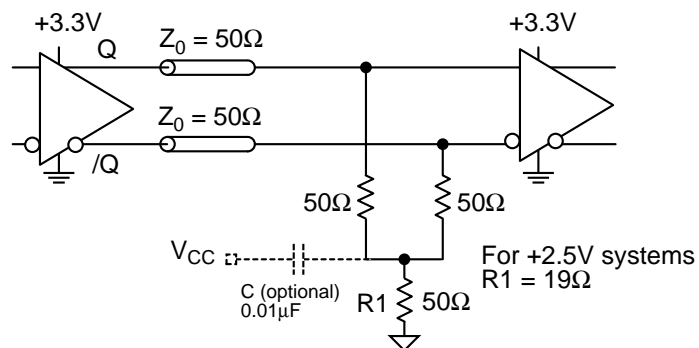 +3.3V
+3.3V
Q
Z0 = 50Ω
Z0 = 50Ω
/Q
50Ω
50Ω
VCC
C (optional)
0.01µF
R1
50Ω
For +2.5V systems
R1 = 19Ω